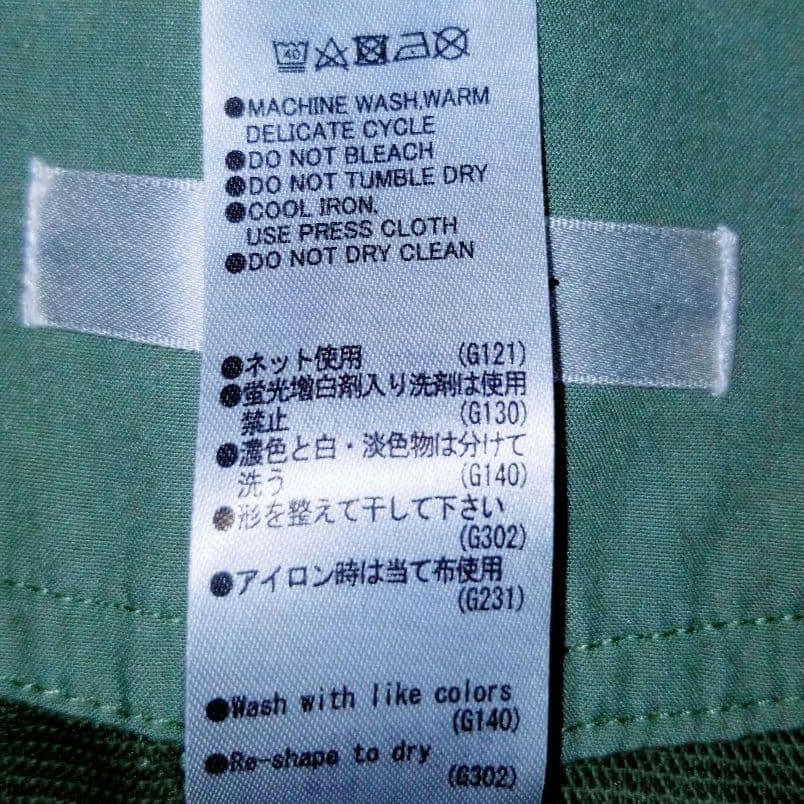 40
●MACHINE WASH,WARM
DELICATE CYCLE
●DO NOT BLEACH
●DO NOT TUMBLE DRY
●COOL IRON,
USE PRESS CLOTH
●DO NOT DRY CLEAN
●ネット使用 (G121)
●蛍光増白剤入り洗剤は使用
禁止 (G130)
●濃色と白・淡色物は分けて
洗う (G140)
●形を整えて干して下さい
(G302)
●アイロン時は当て布使用
(G231)
●Wash with like colors
(G140)
●Re-shape to dry
(G302)